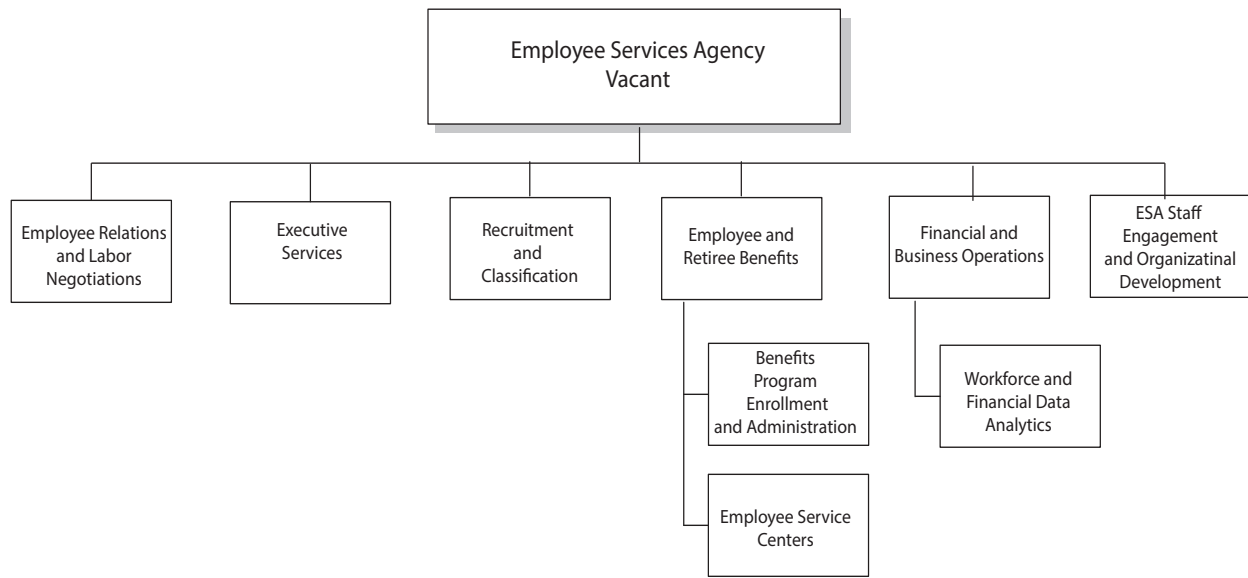 Employee Services Agency
Vacant
Employee Relations
and Labor
Negotiations
Executive
Services
Recruitment
and
Classification
Employee and
Retiree Benefits
Financial and
Business Operations
ESA Staff
Engagement
and Organizatinal
Development
Benefits
Program
Enrollment
and Administration
Workforce and
Financial Data
Analytics
Employee Service
Centers